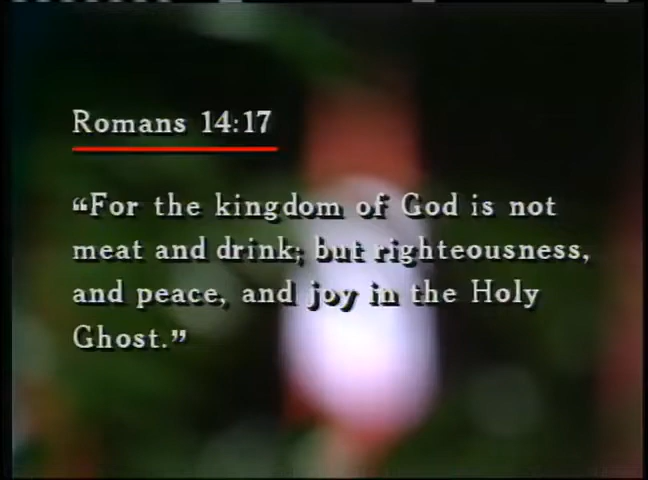 Romans 14:17
“For the kingdom of God is not
meat and drink; but righteousness,
and peace, and joy in the Holy
Ghost.”